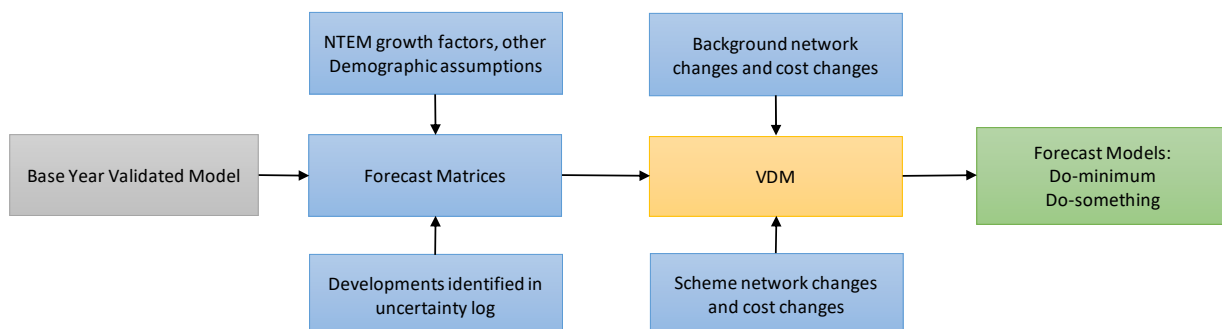 NTEM growth factors, other
Demographic assumptions
Background network
changes and cost changes
Base Year Validated Model
Forecast Matrices
VDM
Forecast Models:
Do-minimum
Do-something
Developments identified in
uncertainty log
Scheme network changes
and cost changes